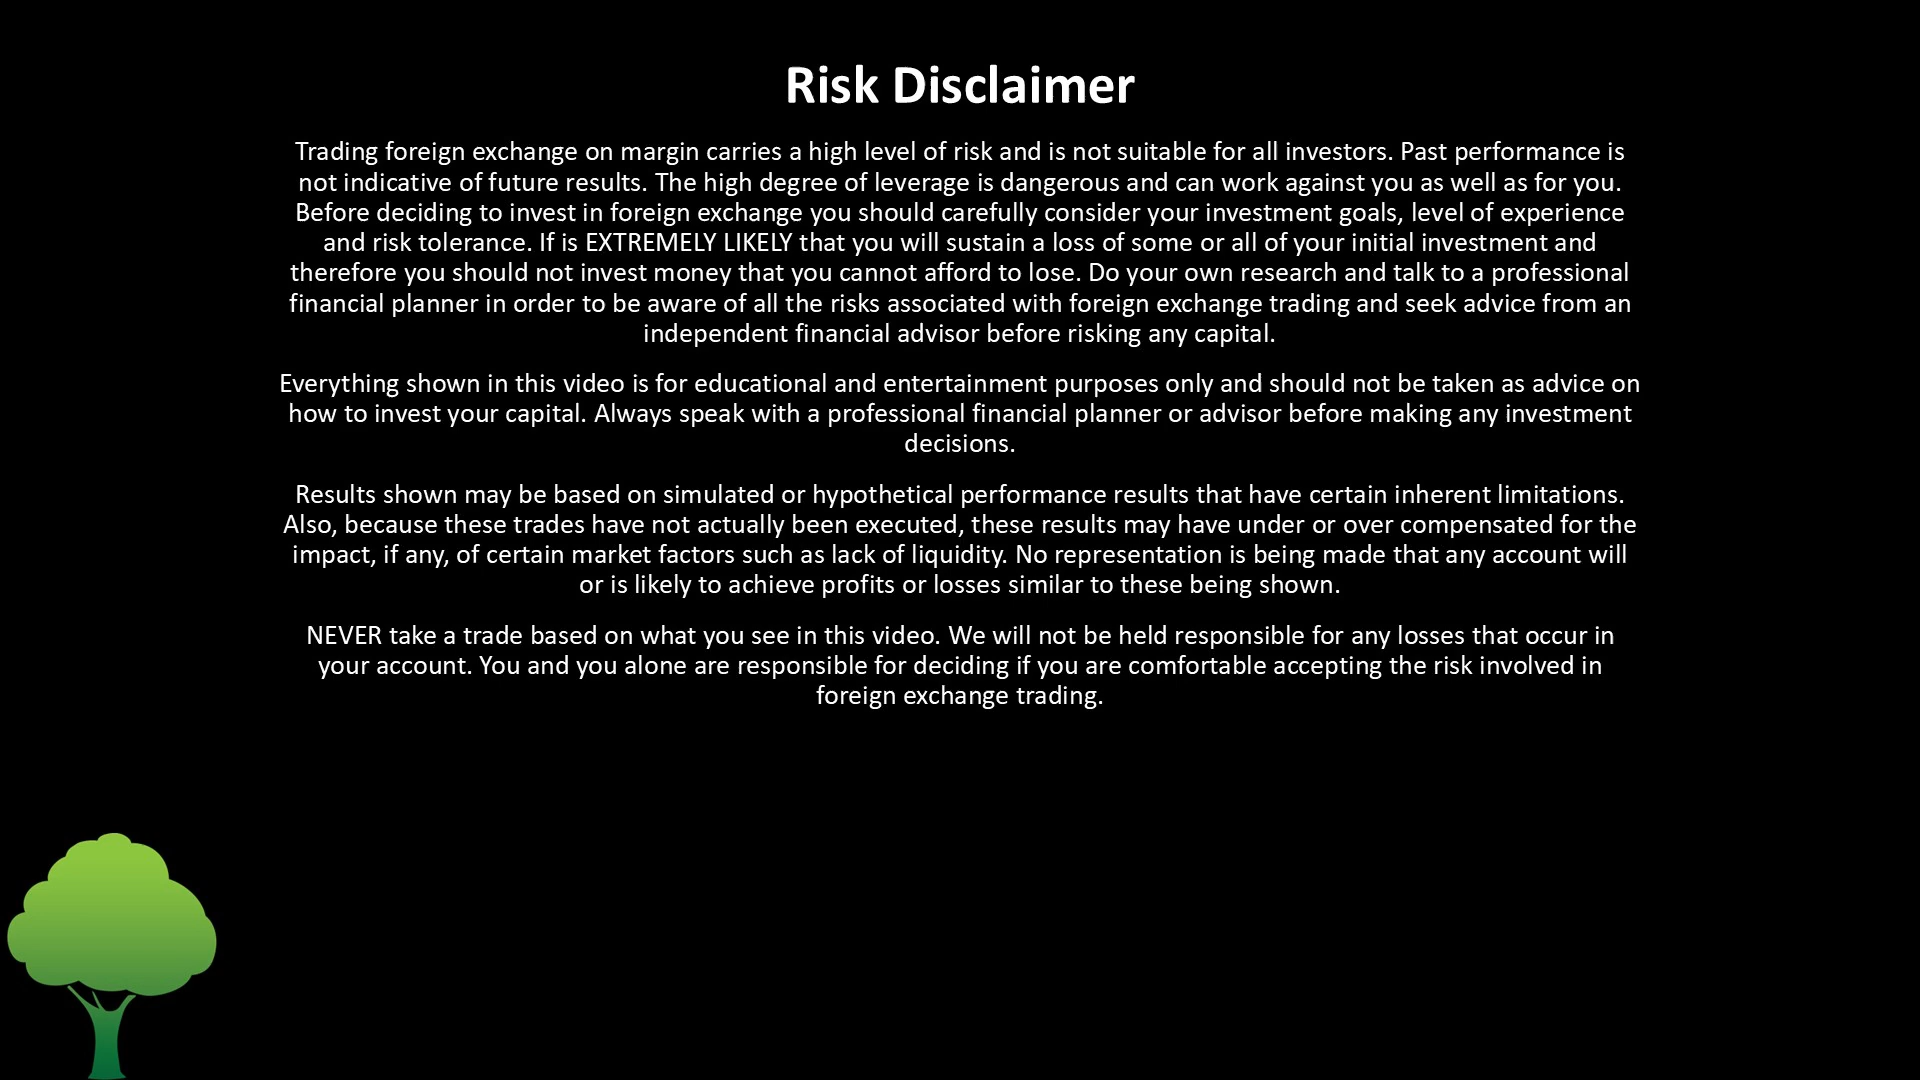 Risk Disclaimer
Trading foreign exchange on margin carries a high level of risk and is not suitable for all investors. Past performance is
not indicative of future results. The high degree of leverage is dangerous and can work against you as well as for you.
Before deciding to invest in foreign exchange you should carefully consider your investment goals, level of experience
and risk tolerance. If is EXTREMELY LIKELY that you will sustain a loss of some or all of your initial investment and
therefore you should not invest money that you cannot afford to lose. Do your own research and talk to a professional
financial planner in order to be aware of all the risks associated with foreign exchange trading and seek advice from an
independent financial advisor before risking any capital.
Everything shown in this video is for educational and entertainment purposes only and should not be taken as advice on
how to invest your capital. Always speak with a professional financial planner or advisor before making any investment
decisions.
Results shown may be based on simulated or hypothetical performance results that have certain inherent limitations.
Also, because these trades have not actually been executed, these results may have under or over compensated for the
impact, if any, of certain market factors such as lack of liquidity. No representation is being made that any account will
or is likely to achieve profits or losses similar to these being shown.
NEVER take a trade based on what you see in this video. We will not be held responsible for any losses that occur in
your account. You and you alone are responsible for deciding if you are comfortable accepting the risk involved in
foreign exchange trading.